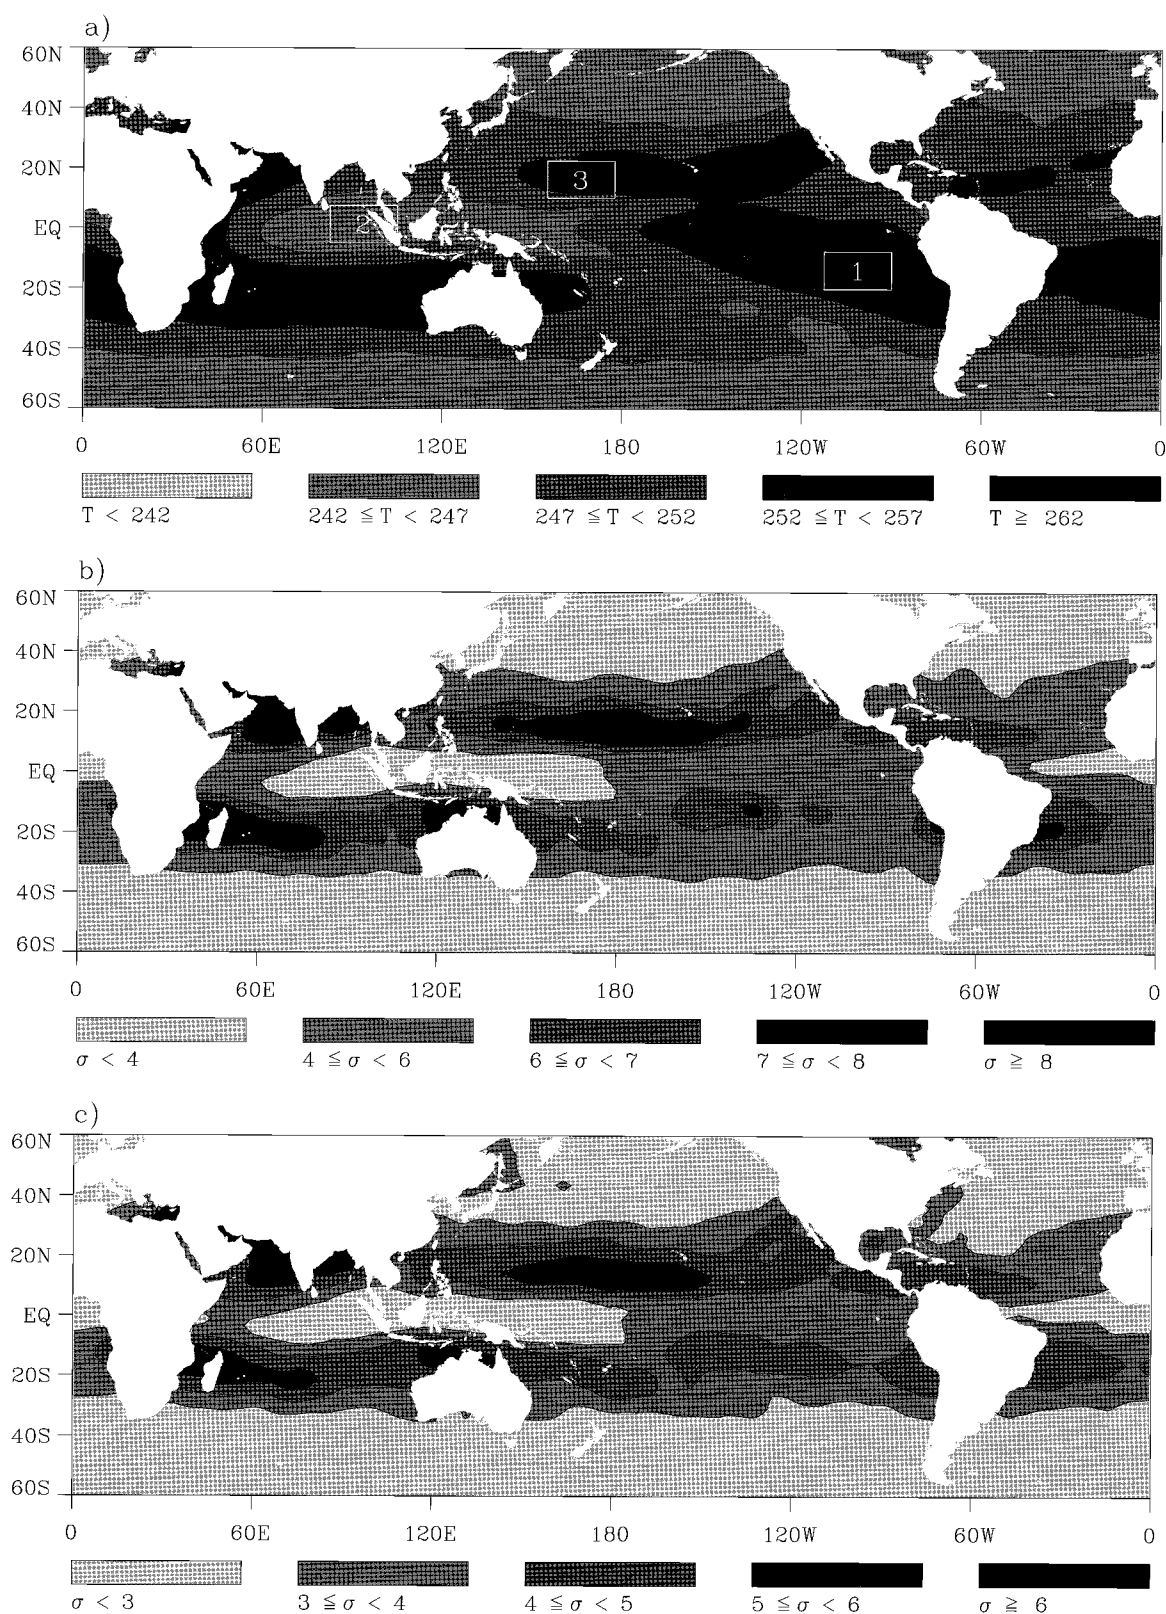 a)
60N
40N
20N
EQ
20S
40S
60S
3
2
1
0 60E 120E 180 120W 60W 0
T < 242 242 ≦ T < 247 247 ≦ T < 252 252 ≦ T < 257 T ≧ 262
b)
60N
40N
20N
EQ
20S
40S
60S
0 60E 120E 180 120W 60W 0
σ < 4 4 ≦ σ < 6 6 ≦ σ < 7 7 ≦ σ < 8 σ ≧ 8
c)
60N
40N
20N
EQ
20S
40S
60S
0 60E 120E 180 120W 60W 0
σ < 3 3 ≦ σ < 4 4 ≦ σ < 5 5 ≦ σ < 6 σ ≧ 6